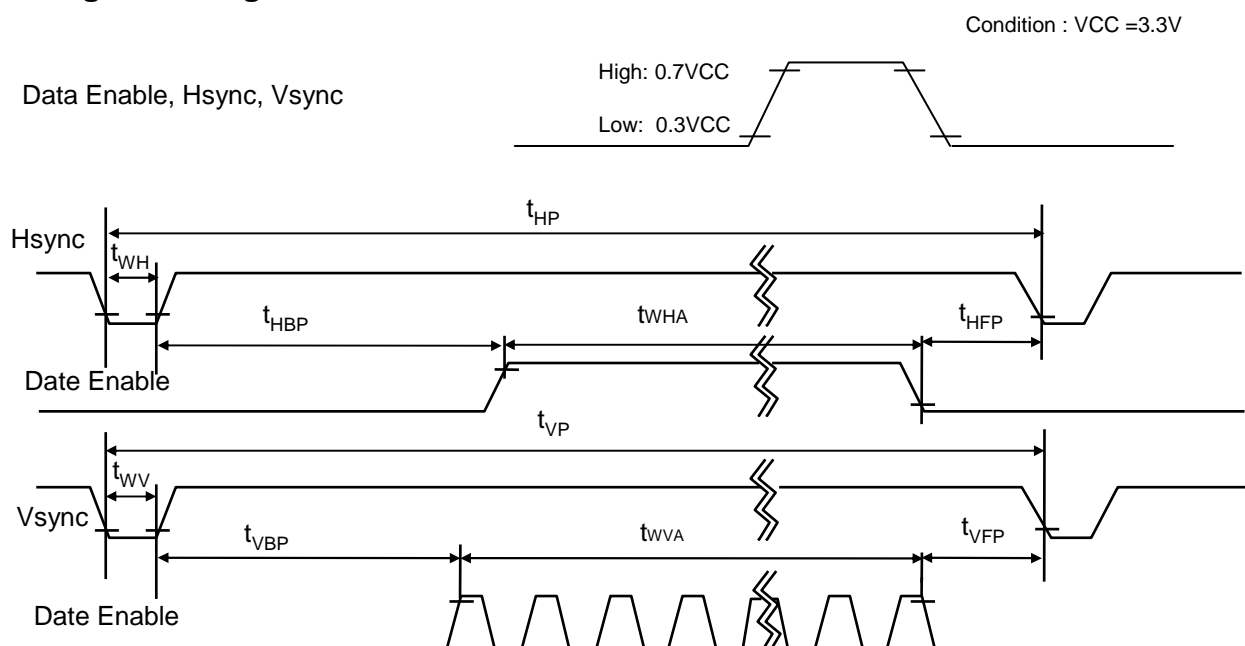 Condition : VCC =3.3V
High: 0.7VCC
Data Enable, Hsync, Vsync
Low: 0.3VCC
tHP
Hsync
tWH
tHBP
tWHA
tHFP
Date Enable
tVP
tWV
Vsync
tVBP
tWVA
tVFP
Date Enable